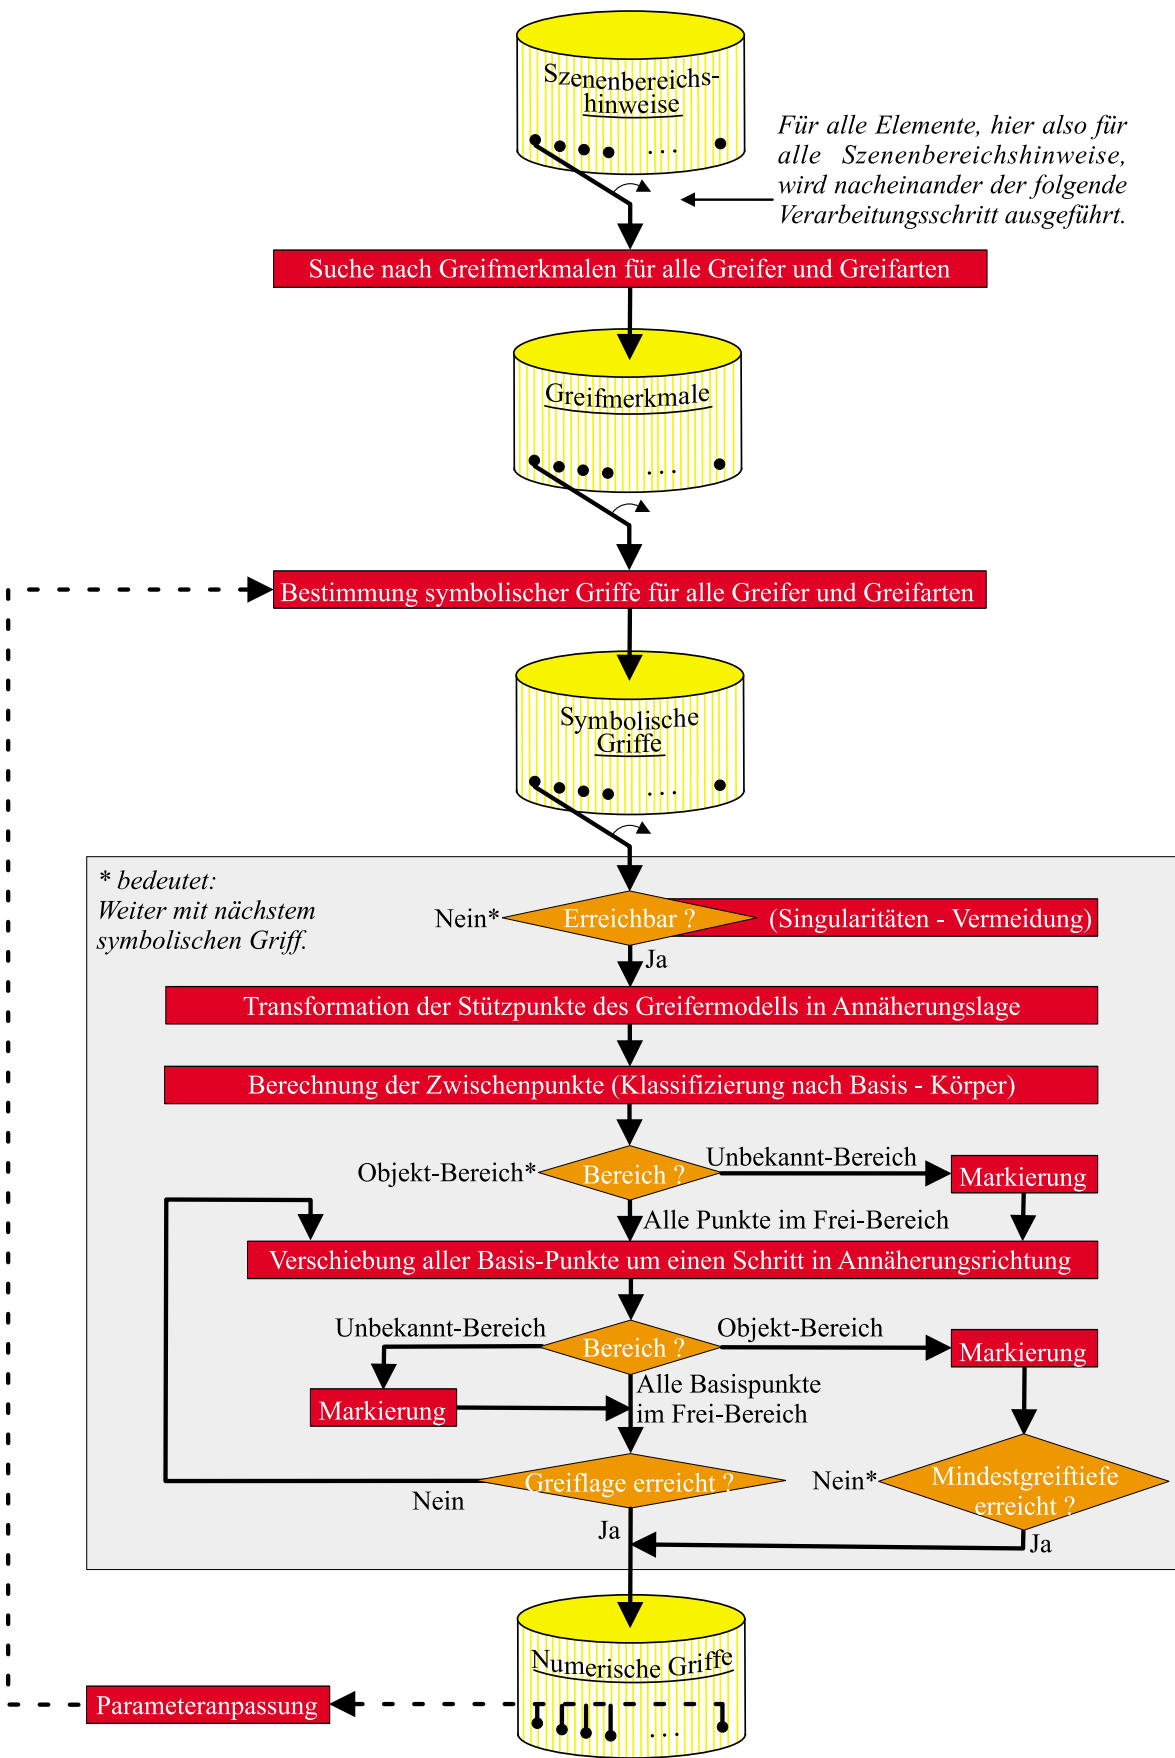 Szenenbereichs-
hinweise
. . .
Für alle Elemente, hier also für
alle Szenenbereichshinweise,
wird nacheinander der folgende
Verarbeitungsschritt ausgeführt.
Suche nach Greifmerkmalen für alle Greifer und Greifarten
Greifmerkmale
. . .
Bestimmung symbolischer Griffe für alle Greifer und Greifarten
Symbolische
Griffe
. . .
* bedeutet:
Weiter mit nächstem
symbolischen Griff.
Nein*
Erreichbar ?
(Singularitäten - Vermeidung)
Ja
Transformation der Stützpunkte des Greifermodells in Annäherungslage
Berechnung der Zwischenpunkte (Klassifizierung nach Basis - Körper)
Objekt-Bereich*
Bereich ?
Unbekannt-Bereich
Markierung
Alle Punkte im Frei-Bereich
Verschiebung aller Basis-Punkte um einen Schritt in Annäherungsrichtung
Unbekannt-Bereich
Bereich ?
Objekt-Bereich
Markierung
Markierung
Alle Basispunkte
im Frei-Bereich
Greiflage erreicht ?
Nein
Nein*
Mindestgreiftiefe
erreicht ?
Ja
Ja
Numerische Griffe
. . .
Parameteranpassung